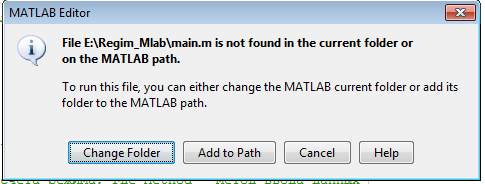 MATLAB Editor
File E:\Regim_Mlab\main.m is not found in the current folder or
on the MATLAB path.
To run this file, you can either change the MATLAB current folder or add its
folder to the MATLAB path.
Change Folder Add to Path Cancel Help